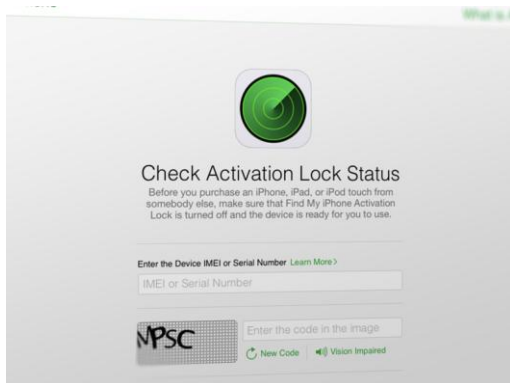 What is
Check Activation Lock Status
Before you purchase an iPhone, iPad, or iPod touch from
somebody else, make sure that Find My iPhone Activation
Lock is turned off and the device is ready for you to use.
Enter the Device IMEI or Serial Number Learn More >
IMEI or Serial Number
Enter the code in the image
New Code Vision Impaired